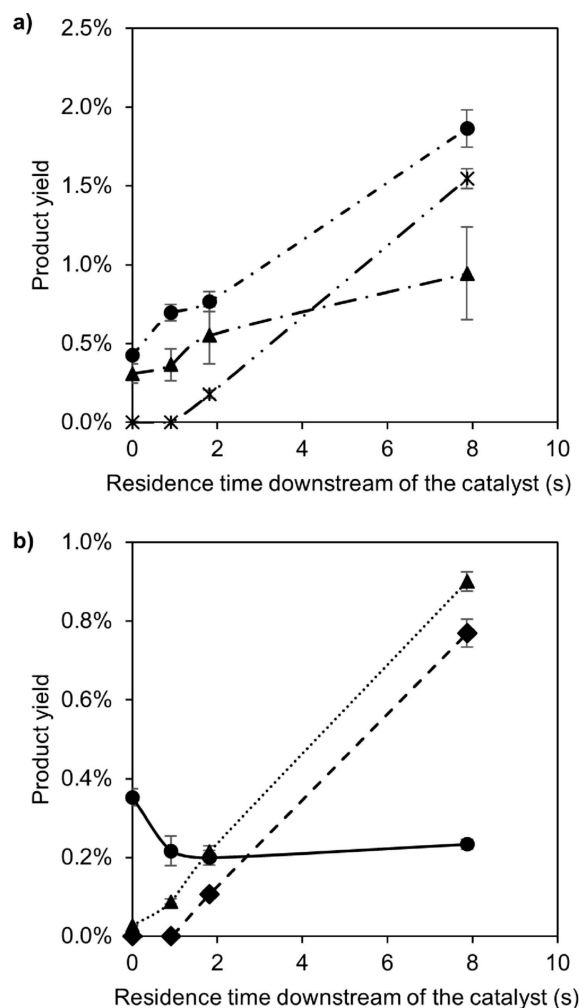 a)
2.5%
2.0%
1.5%
1.0%
0.5%
0.0%
Product yield
0 2 4 6 8 10
Residence time downstream of the catalyst (s)
b)
1.0%
0.8%
0.6%
0.4%
0.2%
0.0%
Product yield
0 2 4 6 8 10
Residence time downstream of the catalyst (s)